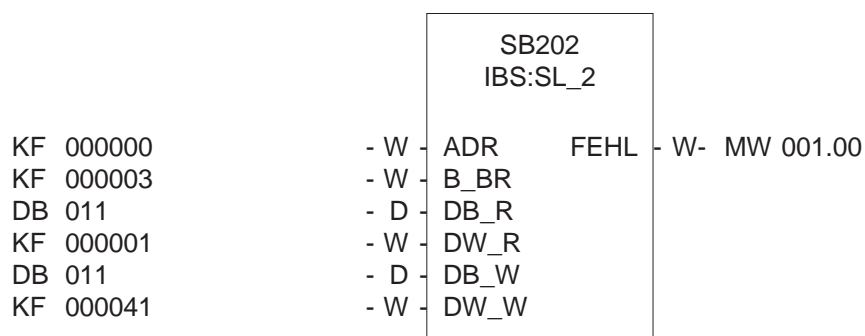 SB202
IBS:SL_2
KF 000000 - W - ADR FEHL - W- MW 001.00
KF 000003 - W - B_BR
DB 011 - D - DB_R
KF 000001 - W - DW_R
DB 011 - D - DB_W
KF 000041 - W - DW_W